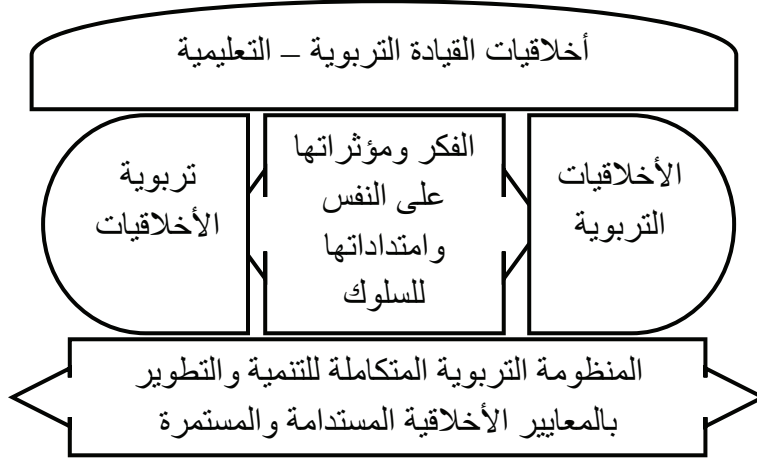 أخلاقيات القيادة التربوية – التعليمية
الأخلاقيات
التربوية
الفكر ومؤثراتها
على النفس
وامتداداتها
للسلوك
تربوية
الأخلاقيات
المنظومة التربوية المتكاملة للتنمية والتطوير
بالمعايير الأخلاقية المستدامة والمستمرة